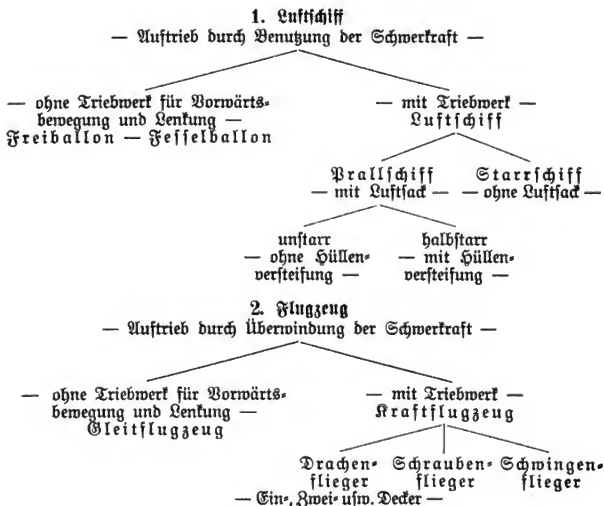 1. Luftschiff
— Auftrieb durch Benutzung der Schwerkraft —
— ohne Triebwerk für Vorwärts-
bewegung und Lenkung —
Freiballon — Fesselballon
— mit Triebwerk —
Luftschiff
Prallschiff
— mit Luftsack —
Starrschiff
— ohne Luftsack —
unstarr
— ohne Hüllen-
versteifung —
halbstarr
— mit Hüllen-
versteifung —
2. Flugzeug
— Auftrieb durch Überwindung der Schwerkraft —
— ohne Triebwerk für Vorwärts-
bewegung und Lenkung —
Gleitflugzeug
— mit Triebwerk —
Kraftflugzeug
Drachen-
flieger
— Ein-, Zwei- usw. Decker —
Schrauben-
flieger
Schwingen-
flieger